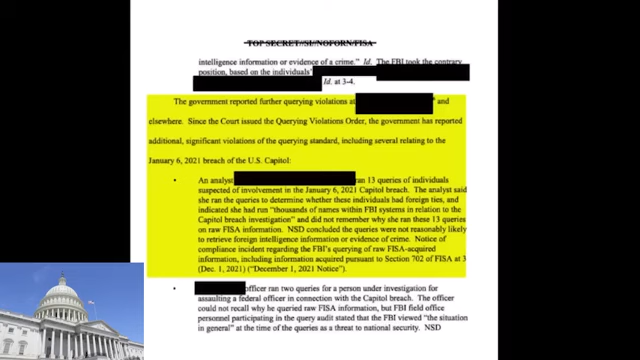 TOP SECRET//SI//NOFORN/FISA
intelligence information or evidence of a crime." Id. The FBI took the contrary
position, based on the individuals'
Id. at 3-4.
The government reported further querying violations at " and
elsewhere. Since the Court issued the Querying Violations Order, the government has reported
additional, significant violations of the querying standard, including several relating to the
January 6, 2021 breach of the U.S. Capitol:
• An analyst ran 13 queries of individuals
suspected of involvement in the January 6, 2021 Capitol breach. The analyst said
she ran the queries to determine whether these individuals had foreign ties, and
indicated she had run "thousands of names within FBI systems in relation to the
Capitol breach investigation" and did not remember why she ran these 13 queries
on raw FISA information. NSD concluded the queries were not reasonably likely
to retrieve foreign intelligence information or evidence of crime. Notice of
compliance incident regarding the FBI's querying of raw FISA-acquired
information, including information acquired pursuant to Section 702 of FISA at 3
(Dec. 1, 2021) ("December 1, 2021 Notice").
• officer ran two queries for a person under investigation for
assaulting a federal officer in connection with the Capitol breach. The officer
could not recall why he queried raw FISA information, but FBI field office
personnel participating in the query audit stated that the FBI viewed "the situation
in general" at the time of the queries as a threat to national security. NSD